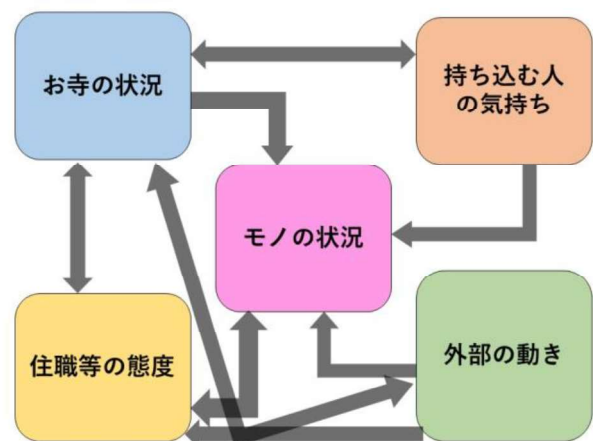 お寺の状況
持ち込む人
の気持ち
モノの状況
住職等の態度
外部の動き